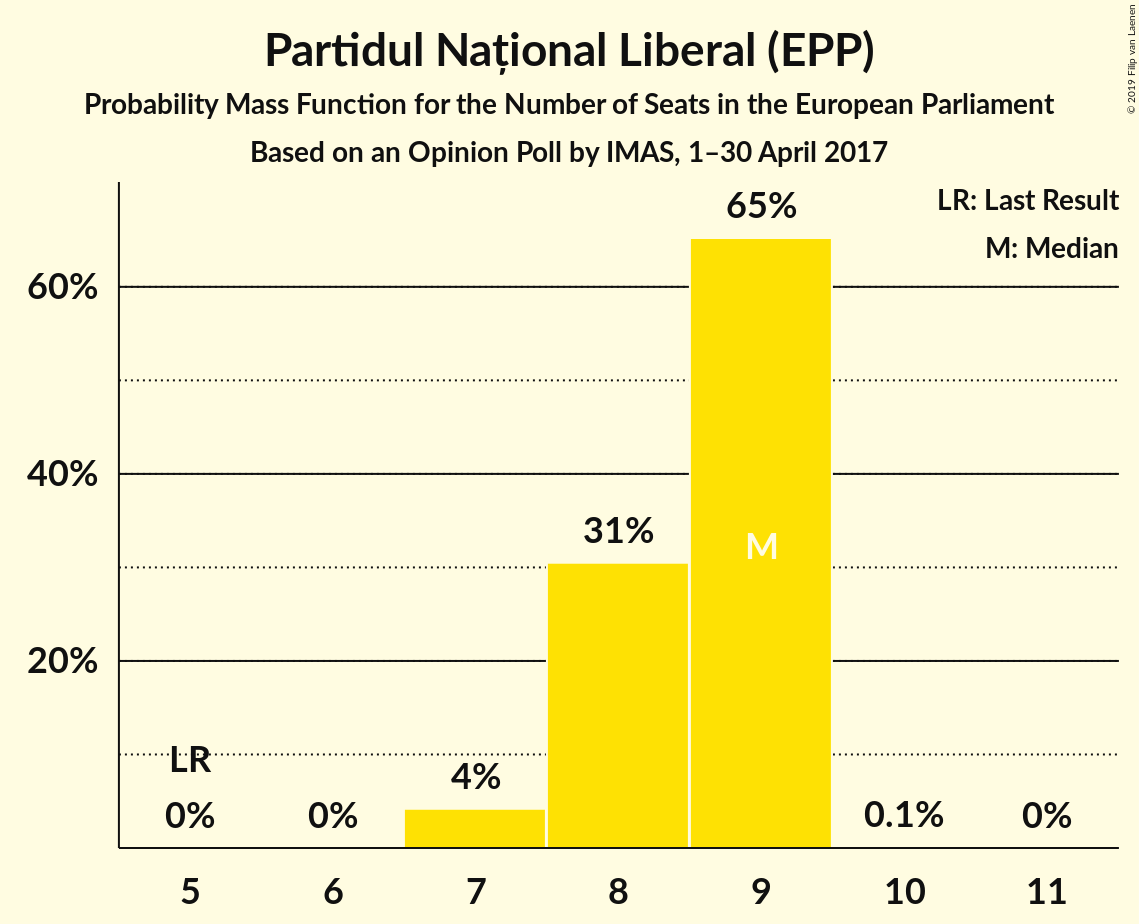 Partidul Național Liberal (EPP)
Probability Mass Function for the Number of Seats in the European Parliament
Based on an Opinion Poll by IMAS, 1–30 April 2017
© 2019 Filip van Laenen
LR: Last Result
M: Median
65%
60%
31%
40%
M
20%
LR
4%
0%
0%
0.1%
0%
5
6
7
8
9
10
11